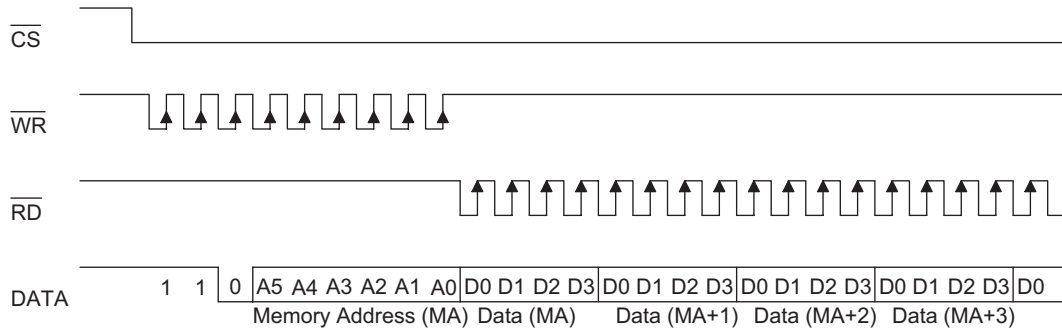 CS
WR
RD
DATA 1 1 0 A5 A4 A3 A2 A1 A0 D0 D1 D2 D3 D0 D1 D2 D3 D0 D1 D2 D3 D0 D1 D2 D3 D0
Memory Address (MA) Data (MA) Data (MA+1) Data (MA+2) Data (MA+3)